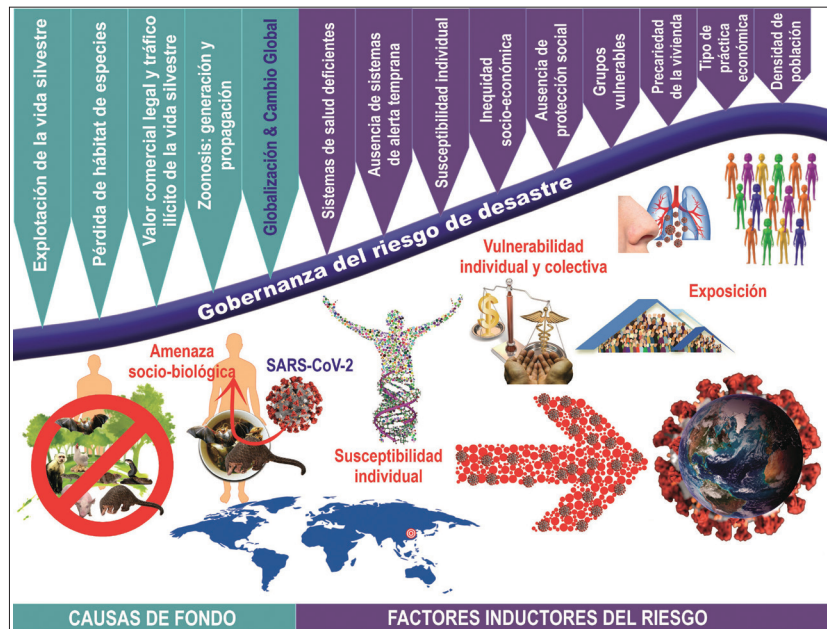 Explotación de la vida silvestre
Pérdida de hábitat de especies
Valor comercial legal y tráfico
ilícito de la vida silvestre
Zoonosis: generación y
propagación
Globalización & Cambio Global
Sistemas de salud deficientes
Ausencia de sistemas
de alerta temprana
Susceptibilidad individual
Inequidad
socio-económica
Ausencia de
protección social
Grupos
vulnerables
Precariedad
de la vivienda
Tipo de
práctica
económica
Densidad de
población
Gobernanza del riesgo de desastre
Vulnerabilidad
individual y colectiva
Exposición
Amenaza
socio-biológica
SARS-CoV-2
Susceptibilidad
individual
CAUSAS DE FONDO
FACTORES INDUCTORES DEL RIESGO